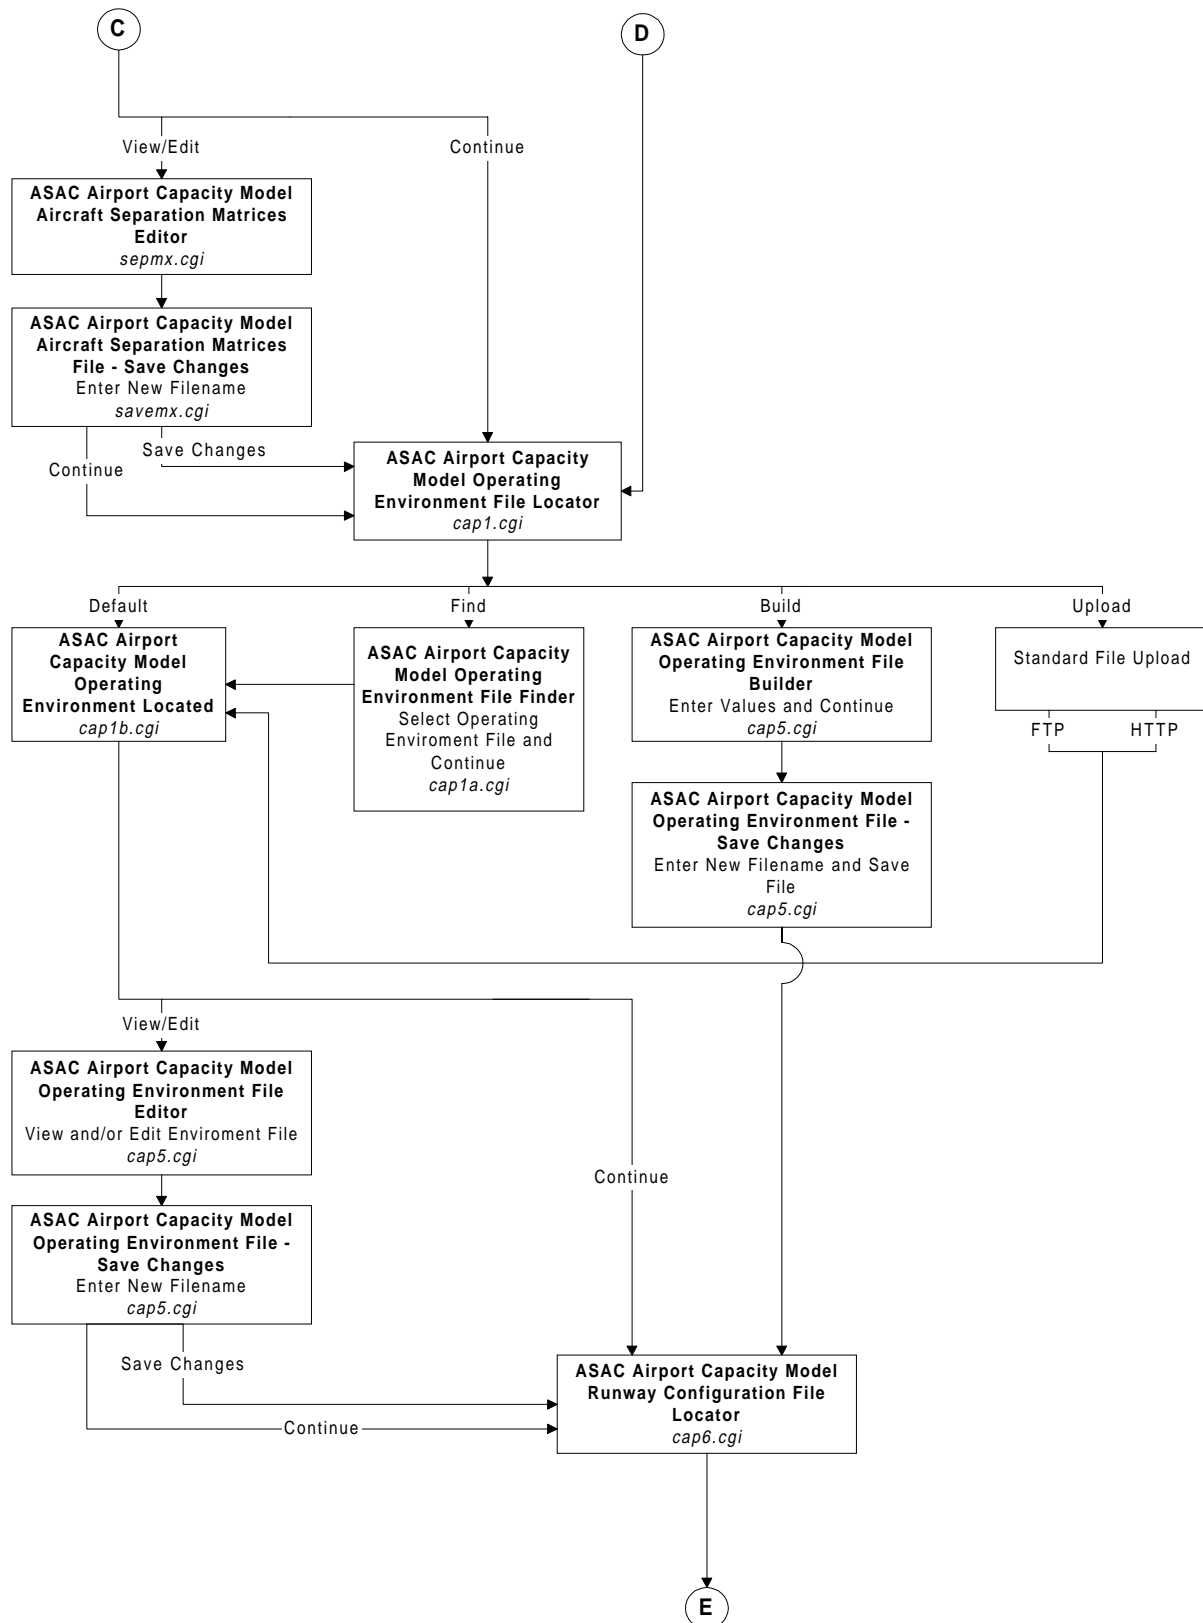 C
D
View/Edit
Continue
ASAC Airport Capacity Model
Aircraft Separation Matrices
Editor
sepmx.cgi
ASAC Airport Capacity Model
Aircraft Separation Matrices
File - Save Changes
Enter New Filename
savemx.cgi
Save Changes
Continue
ASAC Airport Capacity
Model Operating
Environment File Locator
cap1.cgi
Default
Find
Build
Upload
ASAC Airport
Capacity Model
Operating
Environment Located
cap1b.cgi
ASAC Airport Capacity
Model Operating
Environment File Finder
Select Operating
Enviroment File and
Continue
cap1a.cgi
ASAC Airport Capacity Model
Operating Environment File
Builder
Enter Values and Continue
cap5.cgi
Standard File Upload
FTP
HTTP
ASAC Airport Capacity Model
Operating Environment File -
Save Changes
Enter New Filename and Save
File
cap5.cgi
View/Edit
ASAC Airport Capacity Model
Operating Environment File
Editor
View and/or Edit Enviroment File
cap5.cgi
Continue
ASAC Airport Capacity Model
Operating Environment File -
Save Changes
Enter New Filename
cap5.cgi
Save Changes
Continue
ASAC Airport Capacity Model
Runway Configuration File
Locator
cap6.cgi
E